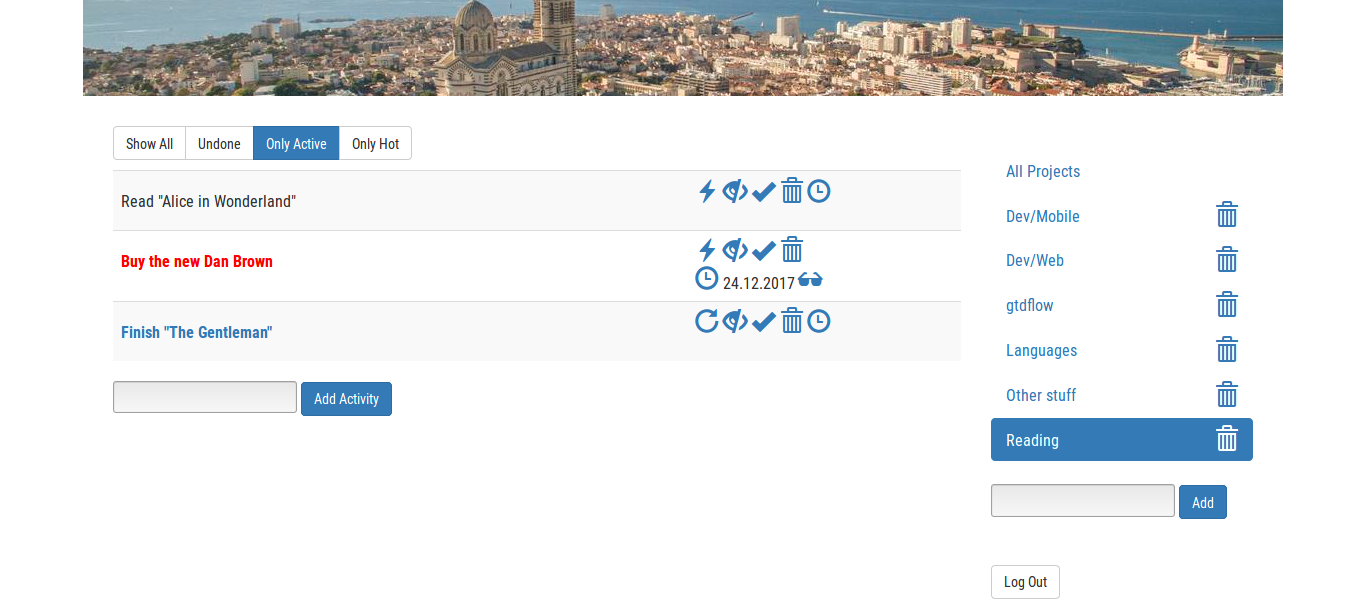 Show All Undone Only Active Only Hot
Read "Alice in Wonderland"
Buy the new Dan Brown
24.12.2017
Finish "The Gentleman"
Add Activity
All Projects
Dev/Mobile
Dev/Web
gtdflow
Languages
Other stuff
Reading
Add
Log Out